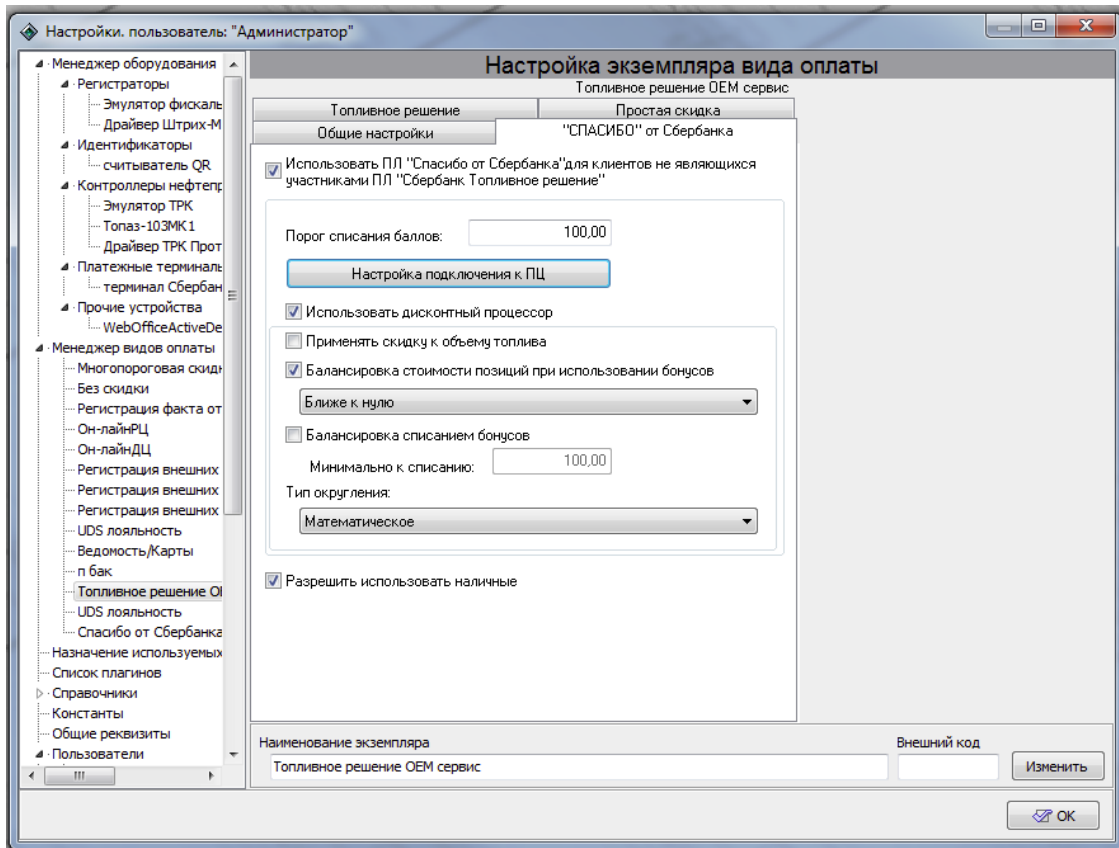 Настройки. пользователь: "Администратор"
Менеджер оборудования
Регистраторы
Эмулятор фискаль
Драйвер Штрих-М
Идентификаторы
считыватель QR
Контроллеры нефтепр
Эмулятор ТРК
Топаз-103МК1
Драйвер ТРК Прот
Платежные терминаль
терминал Сбербан
Прочие устройства
WebOfficeActiveDe
Менеджер видов оплаты
Многопороговая скидк
Без скидки
Регистрация факта от
Он-лайнРЦ
Он-лайнДЦ
Регистрация внешних
Регистрация внешних
Регистрация внешних
UDS лояльность
Ведомость/Карты
п бак
Топливное решение OI
UDS лояльность
Спасибо от Сбербанка
Назначение используемых
Список плагинов
Справочники
Константы
Общие реквизиты
Пользователи
Настройка экземпляра вида оплаты
Топливное решение OEM сервис
Топливное решение
Простая скидка
Общие настройки
"СПАСИБО" от Сбербанка
Использовать ПЛ "Спасибо от Сбербанка"для клиентов не являющихся
участниками ПЛ "Сбербанк Топливное решение"
Порог списания баллов: 100,00
Настройка подключения к ПЦ
Использовать дисконтный процессор
Применять скидку к объему топлива
Балансировка стоимости позиций при использовании бонусов
Ближе к нулю
Балансировка списанием бонусов
Минимально к списанию: 100,00
Тип округления:
Математическое
Разрешить использовать наличные
Наименование экземпляра
Внешний код
Топливное решение OEM сервис
Изменить
OK